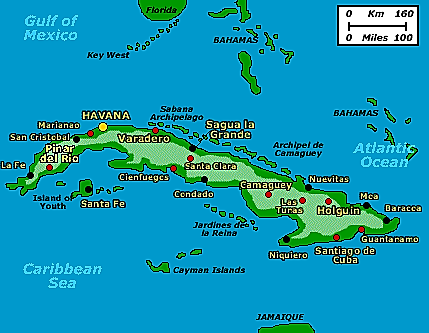 Florida
Gulf of
Mexico
0 Km 160
0 Miles 100
Key West
BAHAMAS
HAVANA
Marianao
San Cristobal
Pinar
del Rio
La Fe
Varadero
Sabana
Archipelago
Sagua la
Grande
BAHAMAS
Atlantic
Ocean
Archipel de
Camaguey
Santa Clara
Cienfuegos
Condado
Island of
Youth
Santa Fe
Camaguey
Nuevitas
Las
Turas
Holguin
Moa
Baracca
Guantaramo
Jardines de
la Reina
Niquiero
Santiago de
Cuba
Caribbean
Sea
Cayman Islands
JAMAIQUE